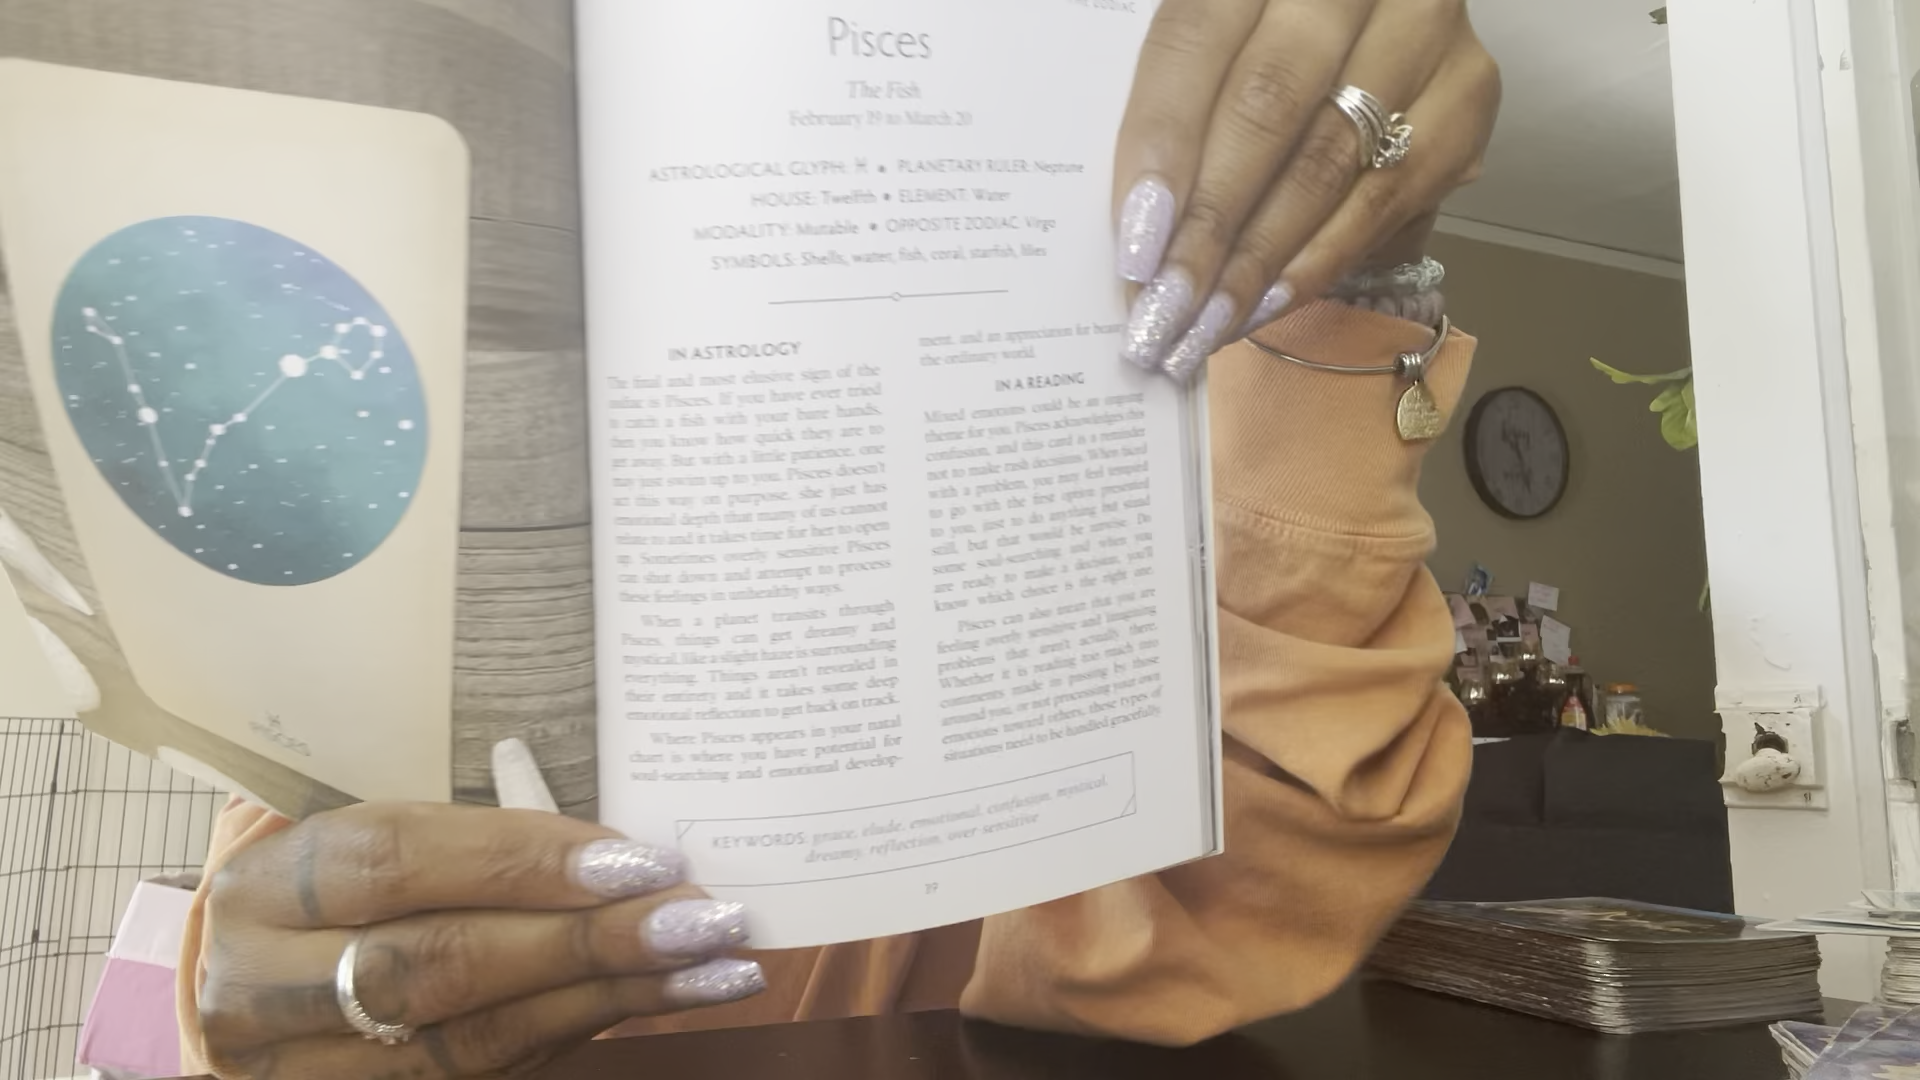 THE ZODIAC
Pisces
The Fish
February 19 to March 20
ASTROLOGICAL GLYPH: ♓ • PLANETARY RULER: Neptune
HOUSE: Twelfth • ELEMENT: Water
MODALITY: Mutable • OPPOSITE ZODIAC: Virgo
SYMBOLS: Shells, water, fish, coral, starfish, lilies
IN ASTROLOGY
The final and most elusive sign of the
zodiac is Pisces. If you have ever tried
to catch a fish with your bare hands,
then you know how quick they are to
get away. But with a little patience, one
may just swim up to you. Pisces doesn't
act this way on purpose, she just has
emotional depth that many of us cannot
relate to and it takes time for her to open
up. Sometimes overly sensitive Pisces
can shut down and attempt to process
these feelings in unhealthy ways.
When a planet transits through
Pisces, things can get dreamy and
mystical, like a slight haze is surrounding
everything. Things aren't revealed in
their entirety and it takes some deep
emotional reflection to get back on track.
Where Pisces appears in your natal
chart is where you have potential for
soul-searching and emotional develop-
ment, and an appreciation for beauty
the ordinary world.
IN A READING
Mixed emotions could be an ongoing
theme for you. Pisces acknowledges this
confusion, and this card is a reminder
not to make rash decisions. When faced
with a problem, you may feel tempted
to go with the first option presented
to you, just to do anything but stand
still, but that would be unwise. Do
some soul-searching and when you
are ready to make a decision, you'll
know which choice is the right one.
Pisces can also mean that you are
feeling overly sensitive and imagining
problems that aren't actually there.
Whether it is reading too much into
comments made in passing by those
around you, or not processing your own
emotions toward others, these types of
situations need to be handled gracefully.
KEYWORDS: grace, elude, emotional, confusion, mystical,
dreamy, reflection, over sensitive
PISCES